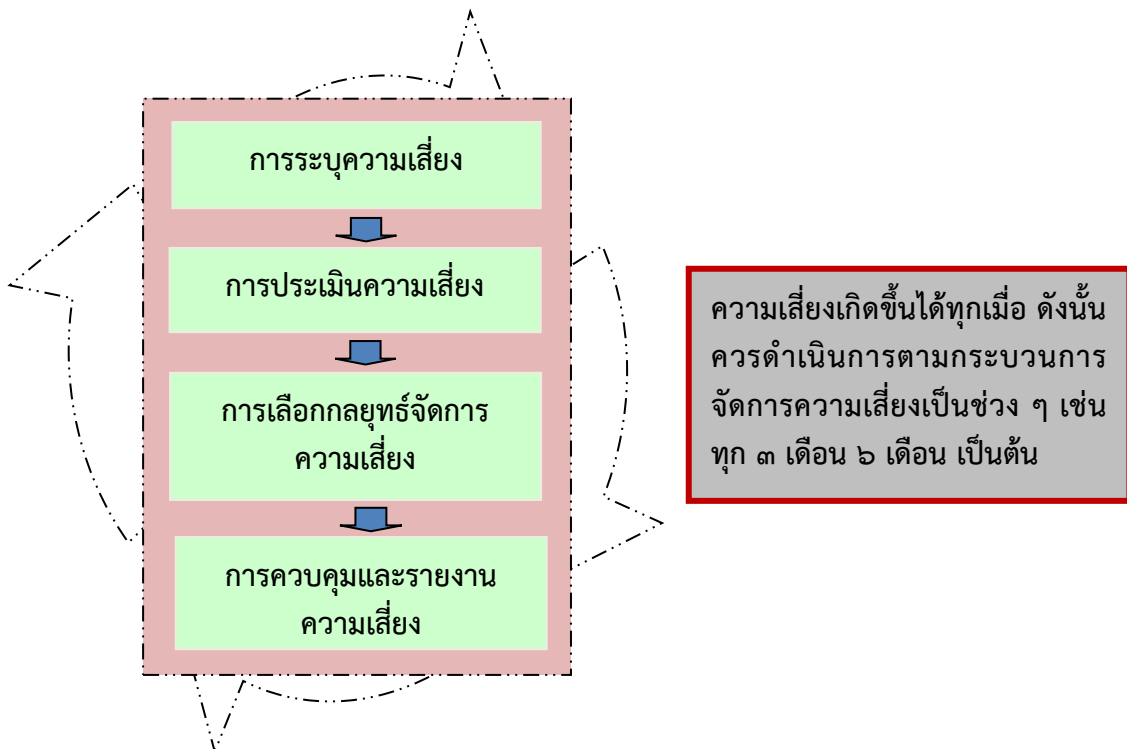 การระบุความเสี่ยง
การประเมินความเสี่ยง
การเลือกกลยุทธ์จัดการ
ความเสี่ยง
การควบคุมและรายงาน
ความเสี่ยง
ความเสี่ยงเกิดขึ้นได้ทุกเมื่อ ดังนั้น
ควรดำเนินการตามกระบวนการ
จัดการความเสี่ยงเป็นช่วง ๆ เช่น
ทุก ๓ เดือน ๖ เดือน เป็นต้น